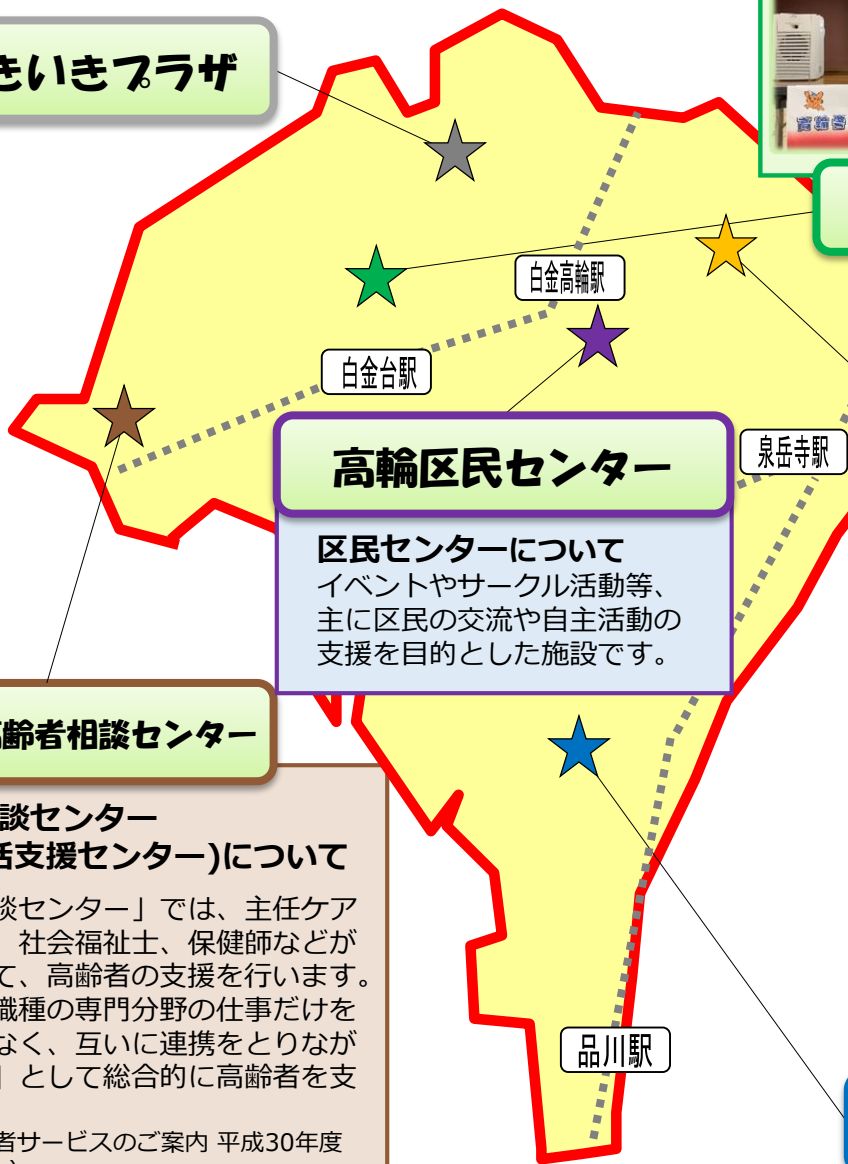 きいきプラザ
白金高輪駅
白金台駅
泉岳寺駅
高輪区民センター
区民センターについて
イベントやサークル活動等、
主に区民の交流や自主活動の
支援を目的とした施設です。
齢者相談センター
談センター
括支援センター)について
談センター」では、主任ケア
、社会福祉士、保健師などが
て、高齢者の支援を行います。
職種の専門分野の仕事だけを
なく、互いに連携をとりなが
」として総合的に高齢者を支
者サービスのご案内 平成30年度
品川駅